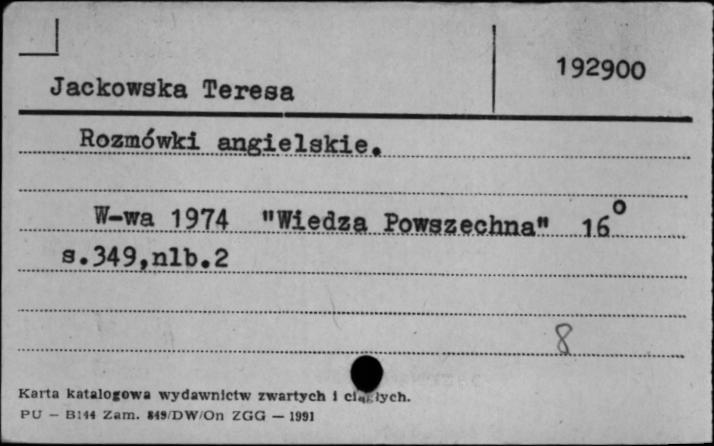 192900
Jackowska Teresa
Rozmówki angielskie.
W-wa 1974 "Wiedza Powszechna" 16°
s.349,nlb.2
8
Karta katalogowa wydawnictw zwartych i ciągłych.
PU – B144 Zam. 849/DW/On ZGG – 1991